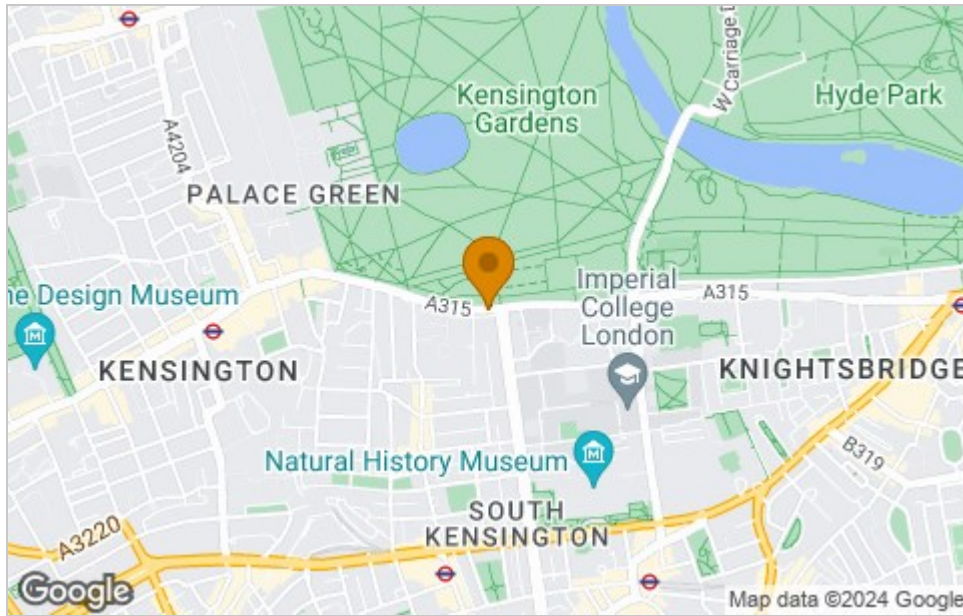 W Carriage D
Kensington
Gardens
Hyde Park
A4204
PALACE GREEN
A315
Imperial
College
London
A315
ne Design Museum
KENSINGTON
KNIGHTSBRIDGE
B319
Natural History Museum
SOUTH
KENSINGTON
A3220
Google
Map data ©2024 Google